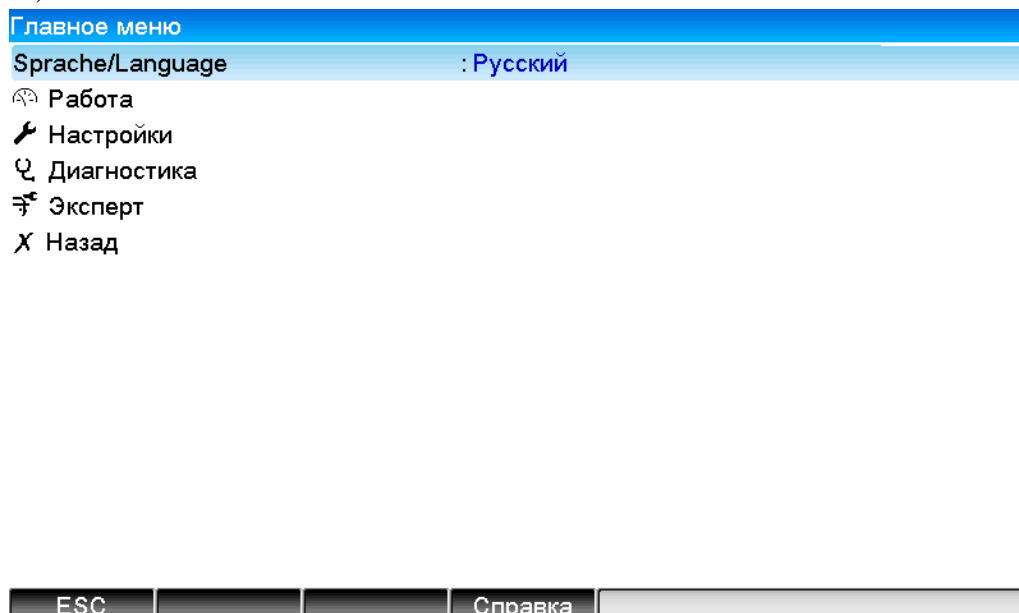 Главное меню
Sprache/Language : Русский
Работа
Настройки
Диагностика
Эксперт
X Назад
ESC Справка